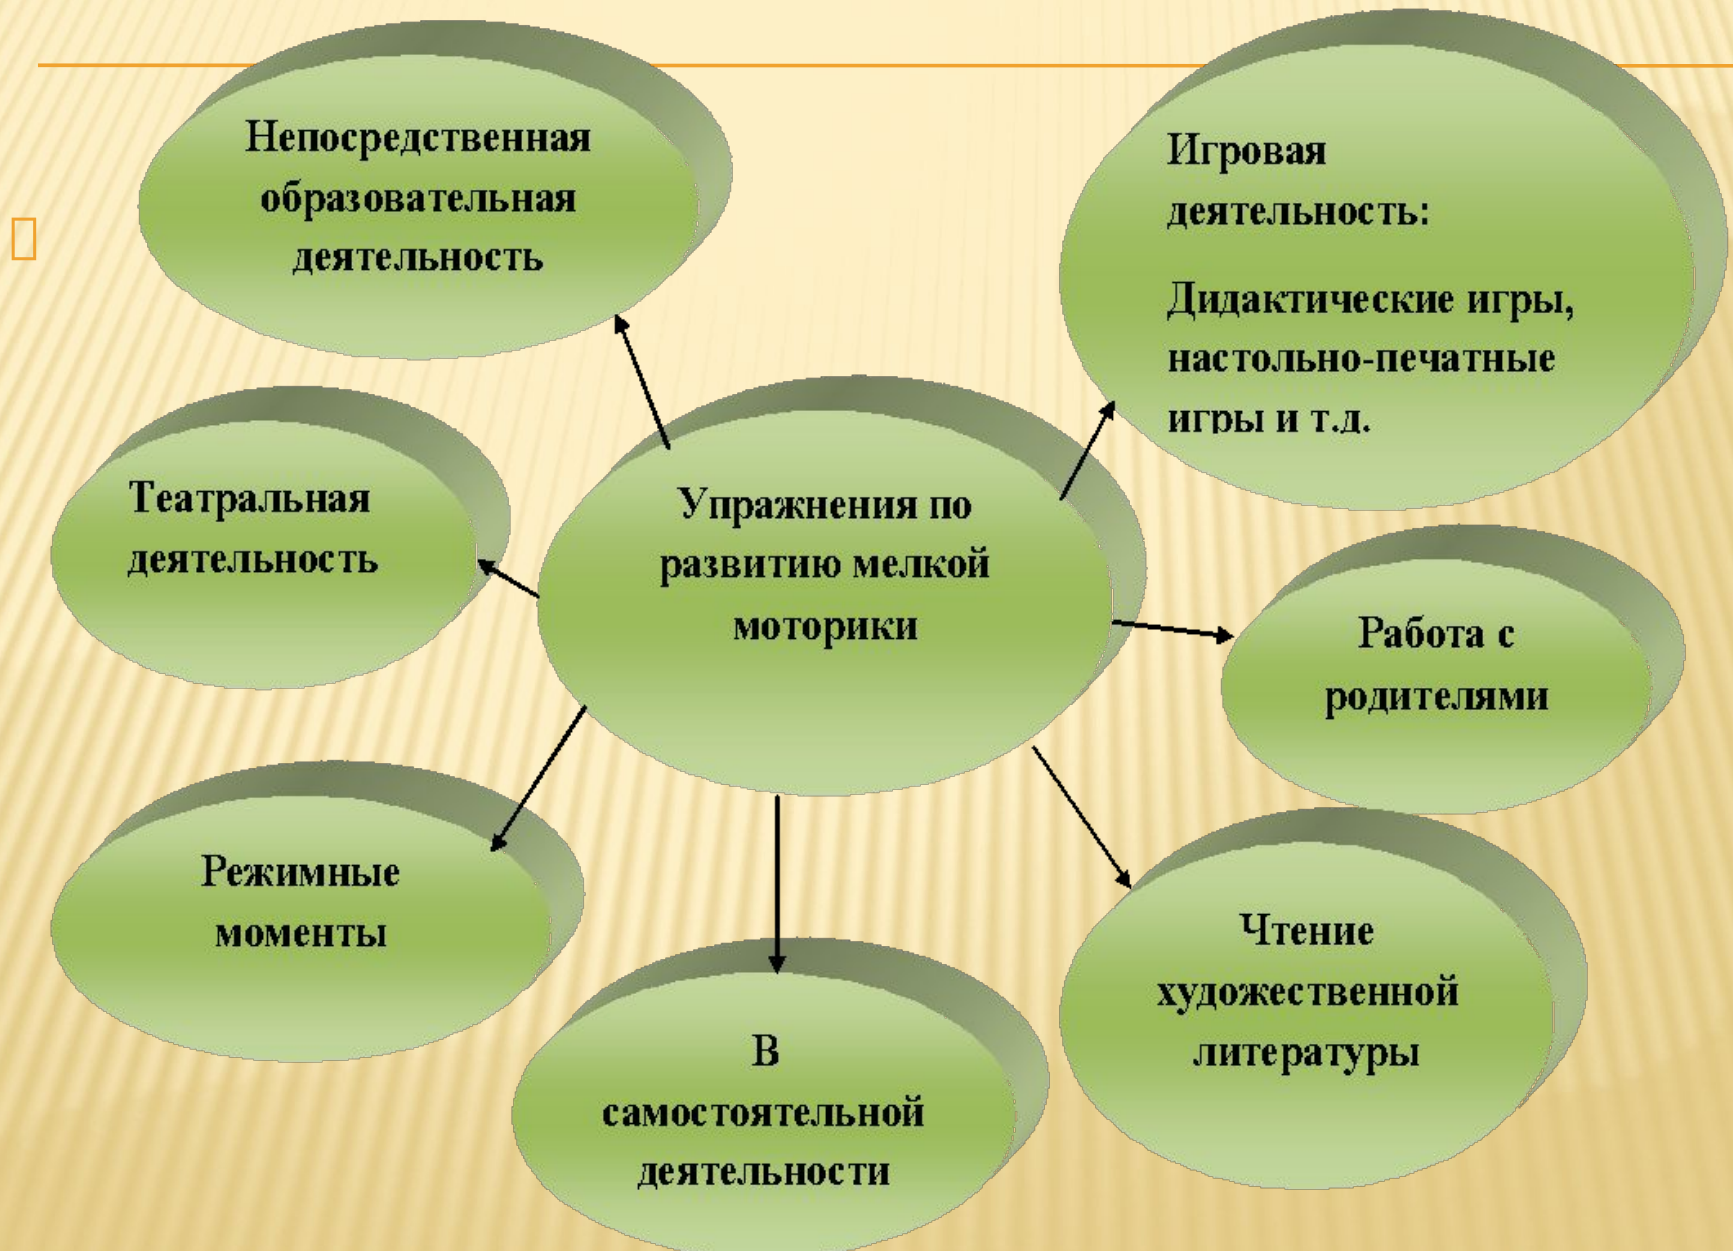 Непосредственная
образовательная
деятельность
Игровая
деятельность:
Дидактические игры,
настольно-печатные
игры и т.д.
Театральная
деятельность
Упражнения по
развитию мелкой
моторики
Работа с
родителями
Режимные
моменты
Чтение
художественной
литературы
В
самостоятельной
деятельности